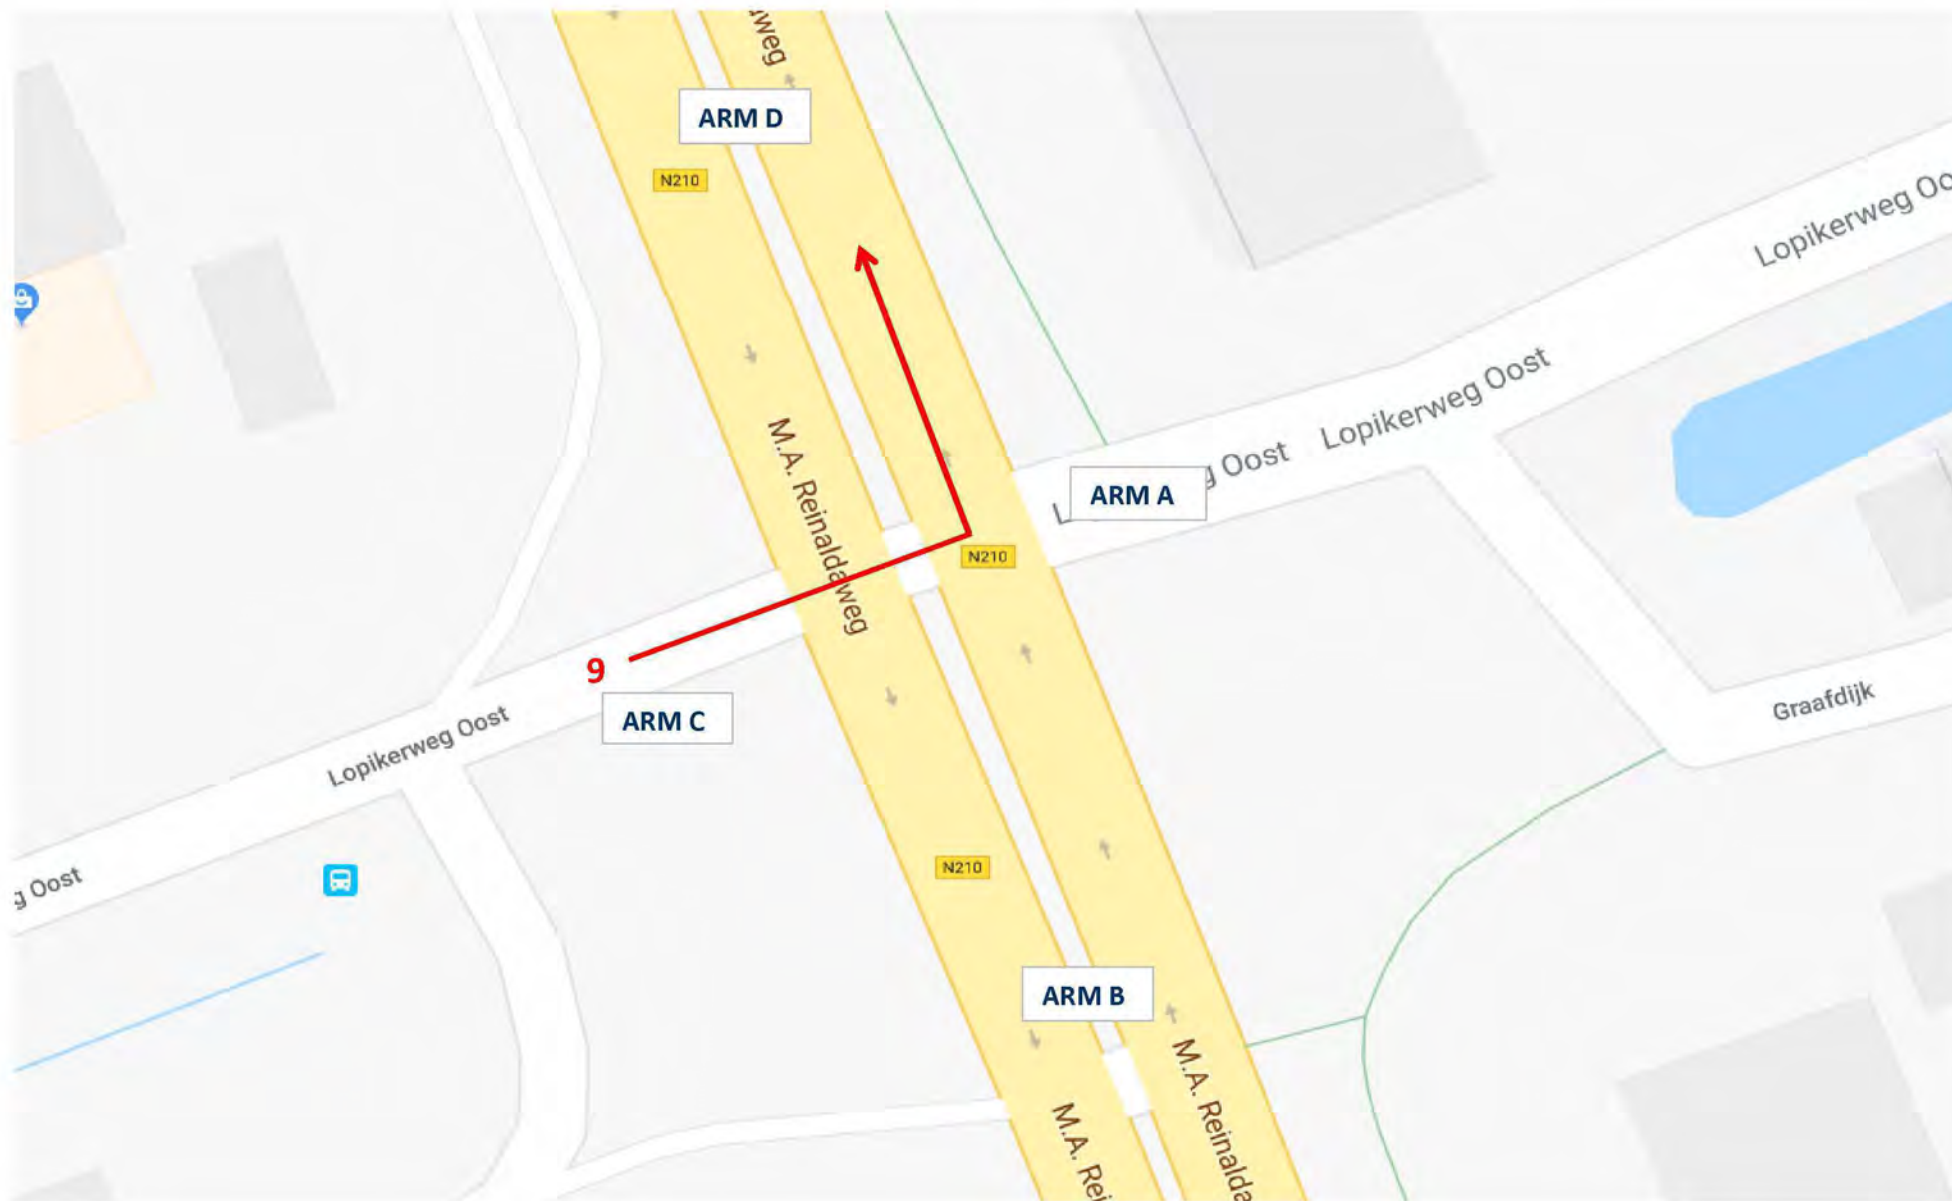 aweg
ARM D
N210
Lopikerweg Oo
M.A. Reinaldaweg
Lopikerweg Oost
g Oost
ARM A
N210
9
ARM C
Lopikerweg Oost
Graafdijk
N210
g Oost
ARM B
M.A. Reinalda
M.A. Rei